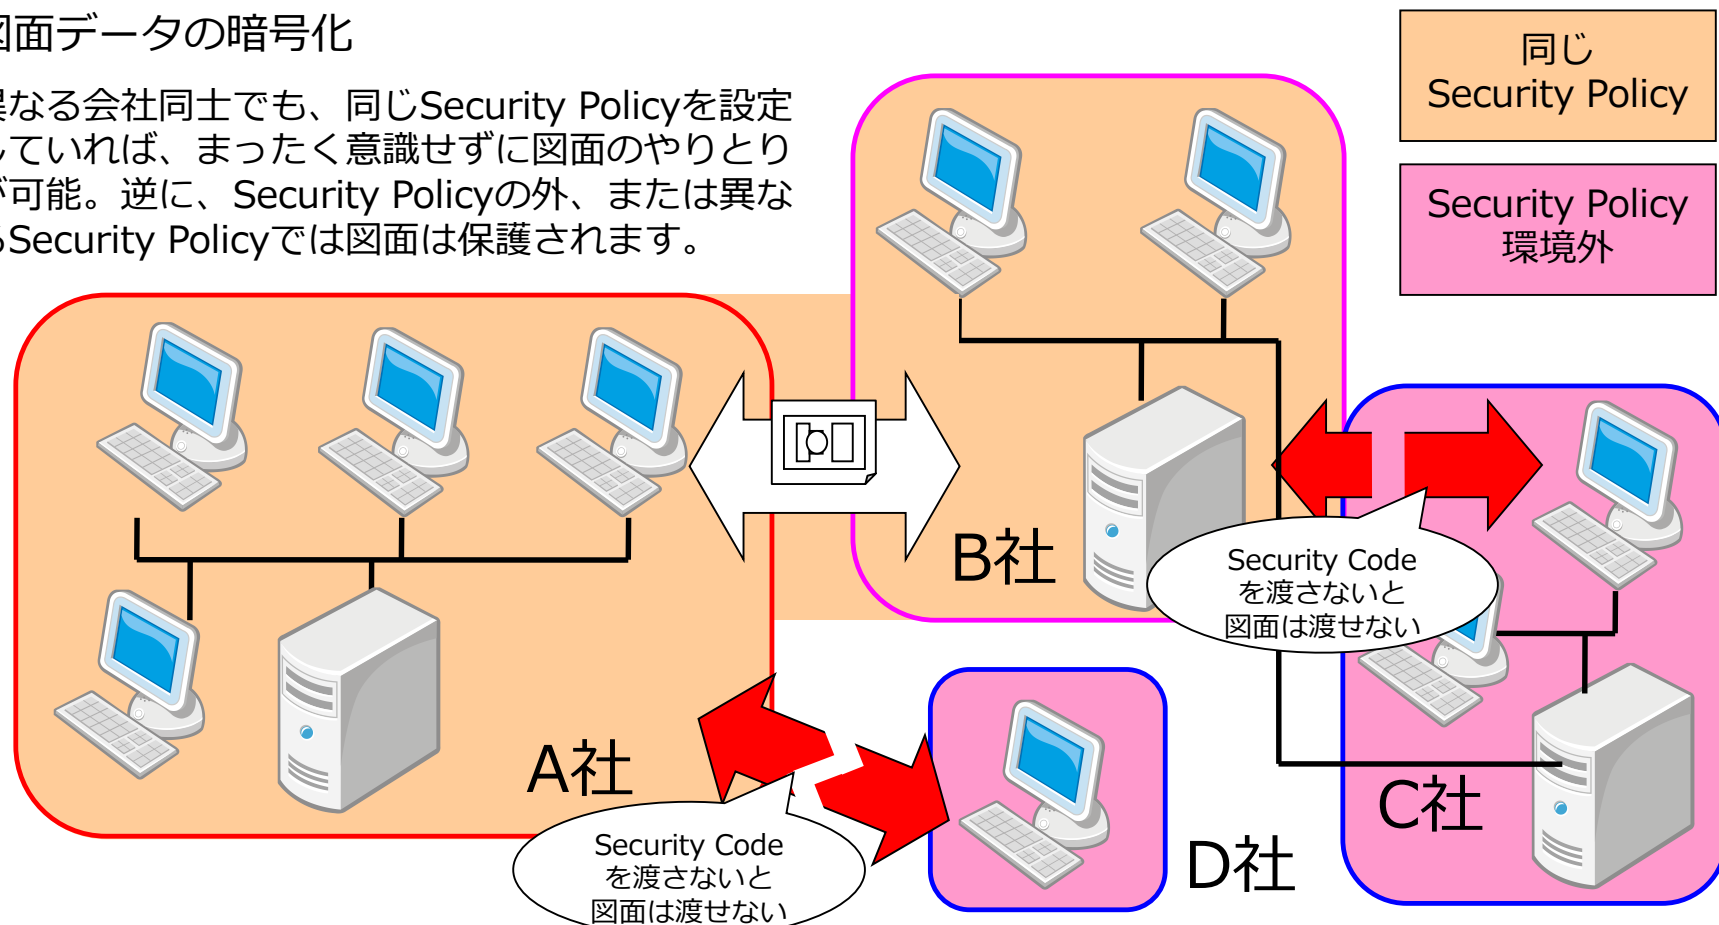 図面データの暗号化
異なる会社同士でも、同じSecurity Policyを設定
していれば、まったく意識せずに図面のやりとり
が可能。逆に、Security Policyの外、または異な
るSecurity Policyでは図面は保護されます。
同じ
Security Policy
Security Policy
環境外
B社
Security Code
を渡さないと
図面は渡せない
A社
C社
Security Code
を渡さないと
図面は渡せない
D社